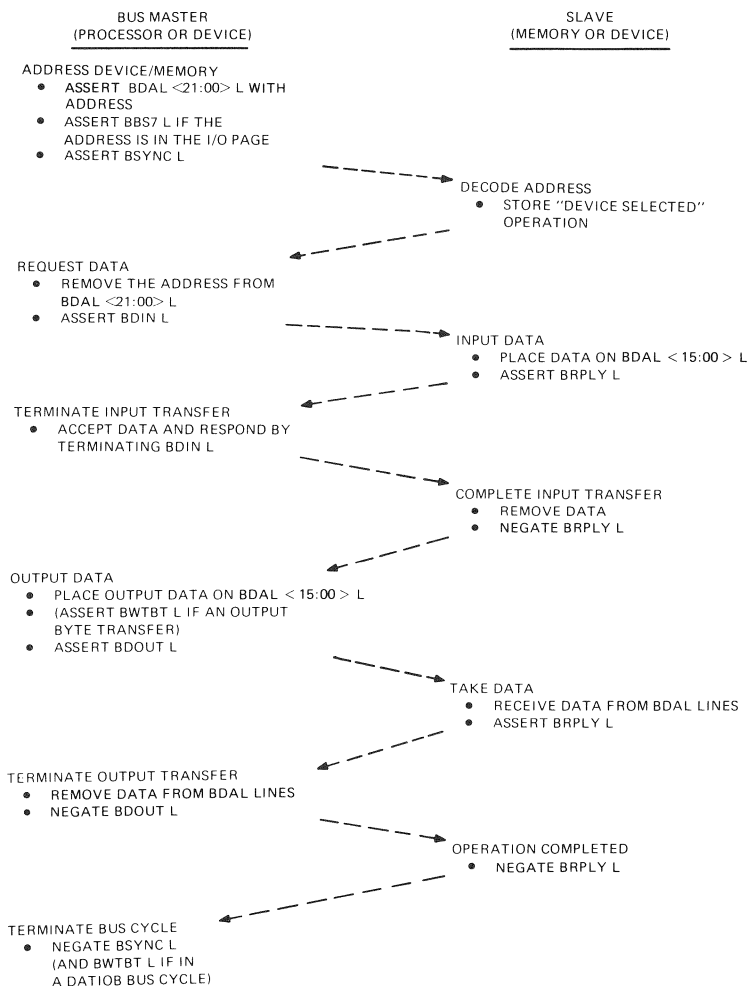 BUS MASTER
(PROCESSOR OR DEVICE)
SLAVE
(MEMORY OR DEVICE)
ADDRESS DEVICE/MEMORY
• ASSERT BDAL <21:00> L WITH
ADDRESS
• ASSERT BBS7 L IF THE
ADDRESS IS IN THE I/O PAGE
• ASSERT BSYNC L
DECODE ADDRESS
• STORE "DEVICE SELECTED"
OPERATION
REQUEST DATA
• REMOVE THE ADDRESS FROM
BDAL <21:00> L
• ASSERT BDIN L
INPUT DATA
• PLACE DATA ON BDAL < 15:00 > L
• ASSERT BRPLY L
TERMINATE INPUT TRANSFER
• ACCEPT DATA AND RESPOND BY
TERMINATING BDIN L
COMPLETE INPUT TRANSFER
• REMOVE DATA
• NEGATE BRPLY L
OUTPUT DATA
• PLACE OUTPUT DATA ON BDAL < 15:00 > L
• (ASSERT BWTBT L IF AN OUTPUT
BYTE TRANSFER)
• ASSERT BDOUT L
TAKE DATA
• RECEIVE DATA FROM BDAL LINES
• ASSERT BRPLY L
TERMINATE OUTPUT TRANSFER
• REMOVE DATA FROM BDAL LINES
• NEGATE BDOUT L
OPERATION COMPLETED
• NEGATE BRPLY L
TERMINATE BUS CYCLE
• NEGATE BSYNC L
(AND BWTBT L IF IN
A DATIOB BUS CYCLE)